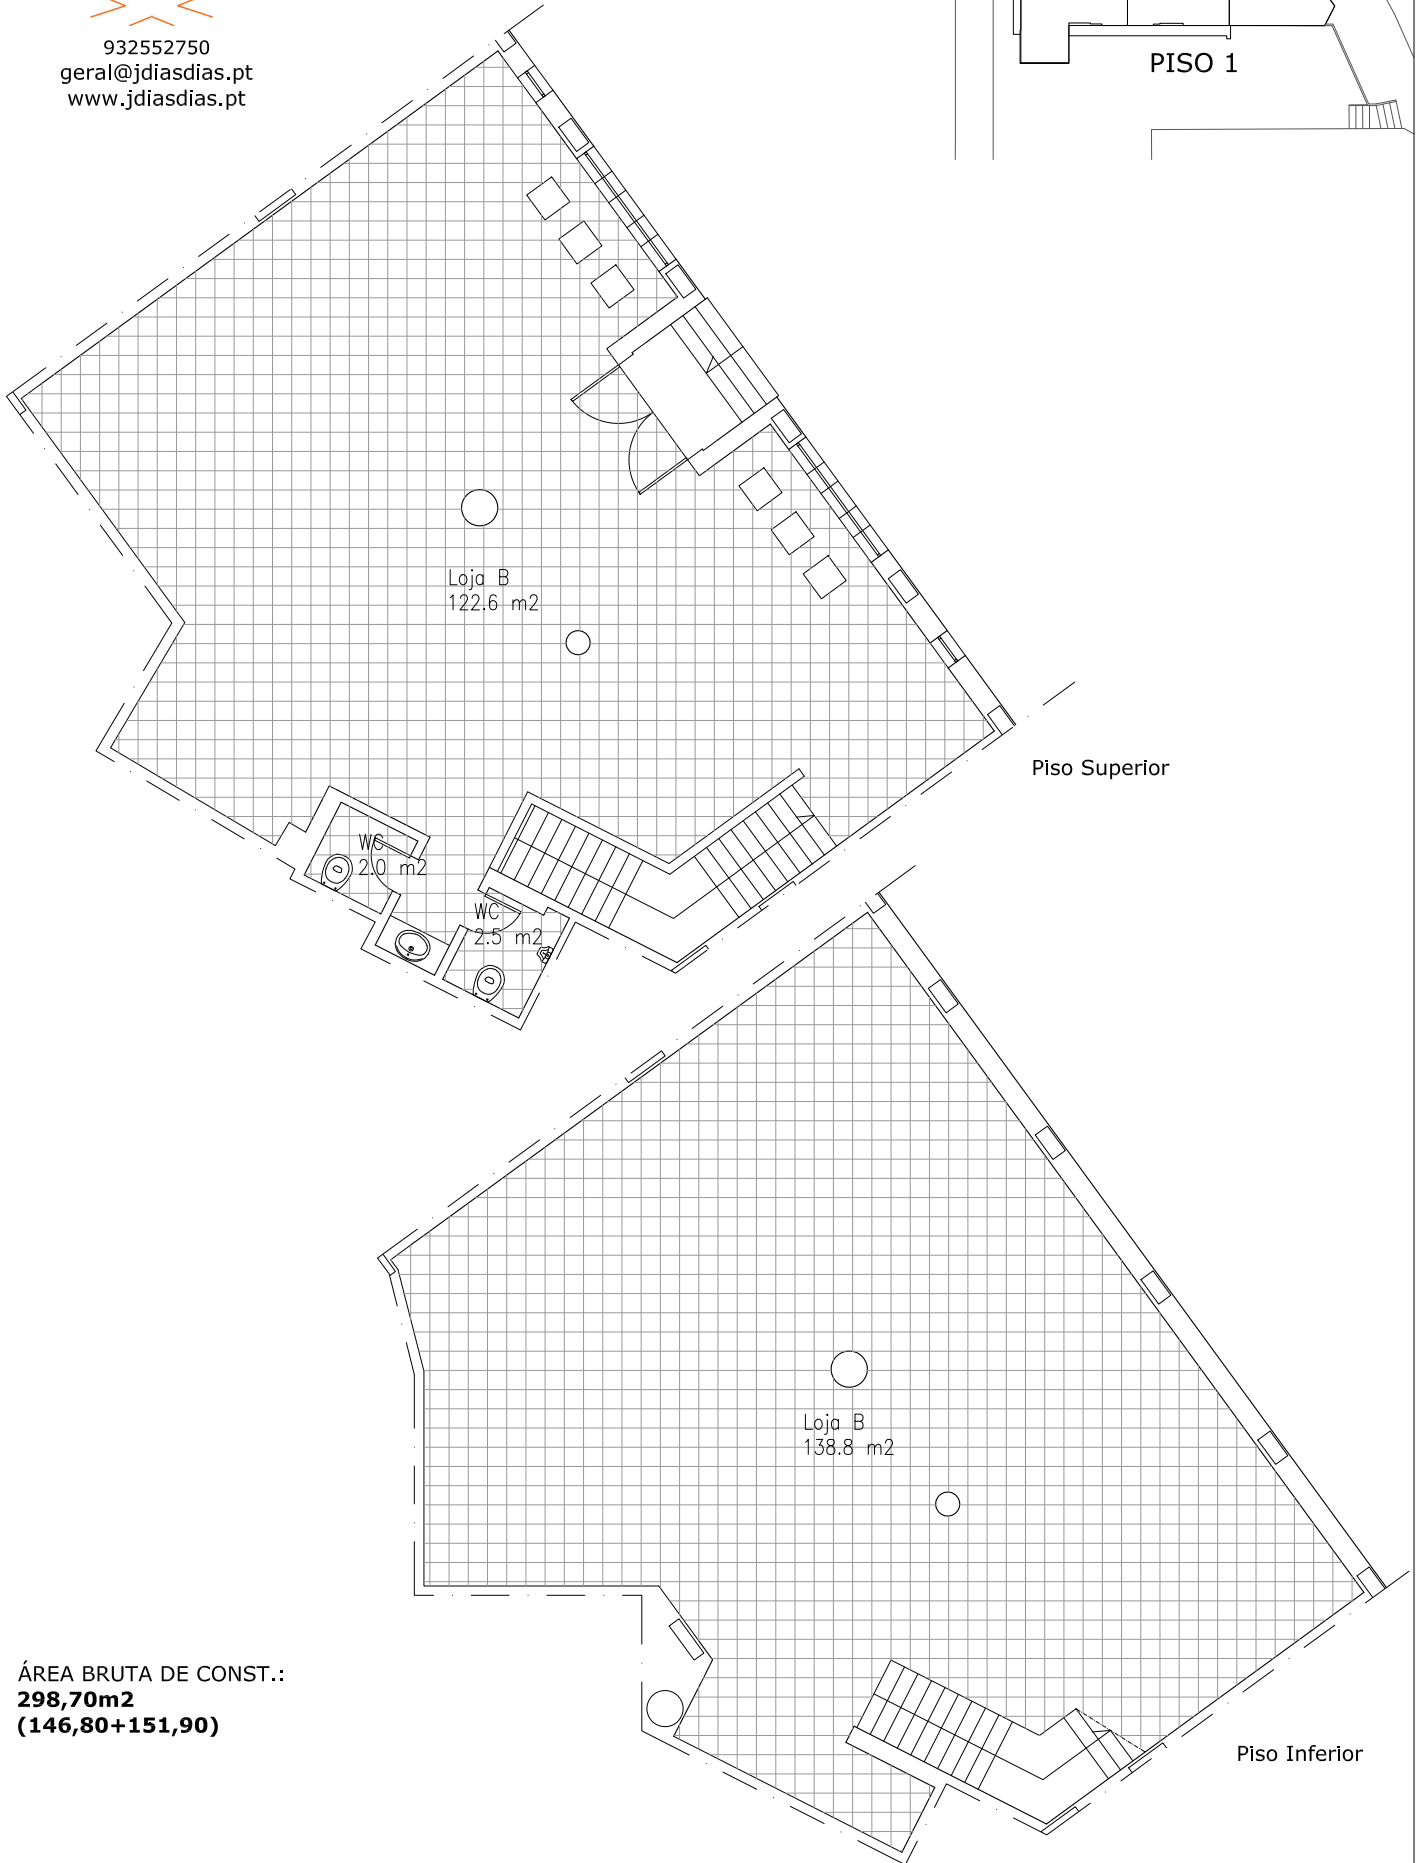 932552750
geral@jdiasdias.pt
www.jdiasdias.pt
PISO 1
Loja B
122.6 m2
Piso Superior
WC
2.0 m2
WC
2.5 m2
Loja B
138.8 m2
ÁREA BRUTA DE CONST.:
298,70m2
(146,80+151,90)
Piso Inferior